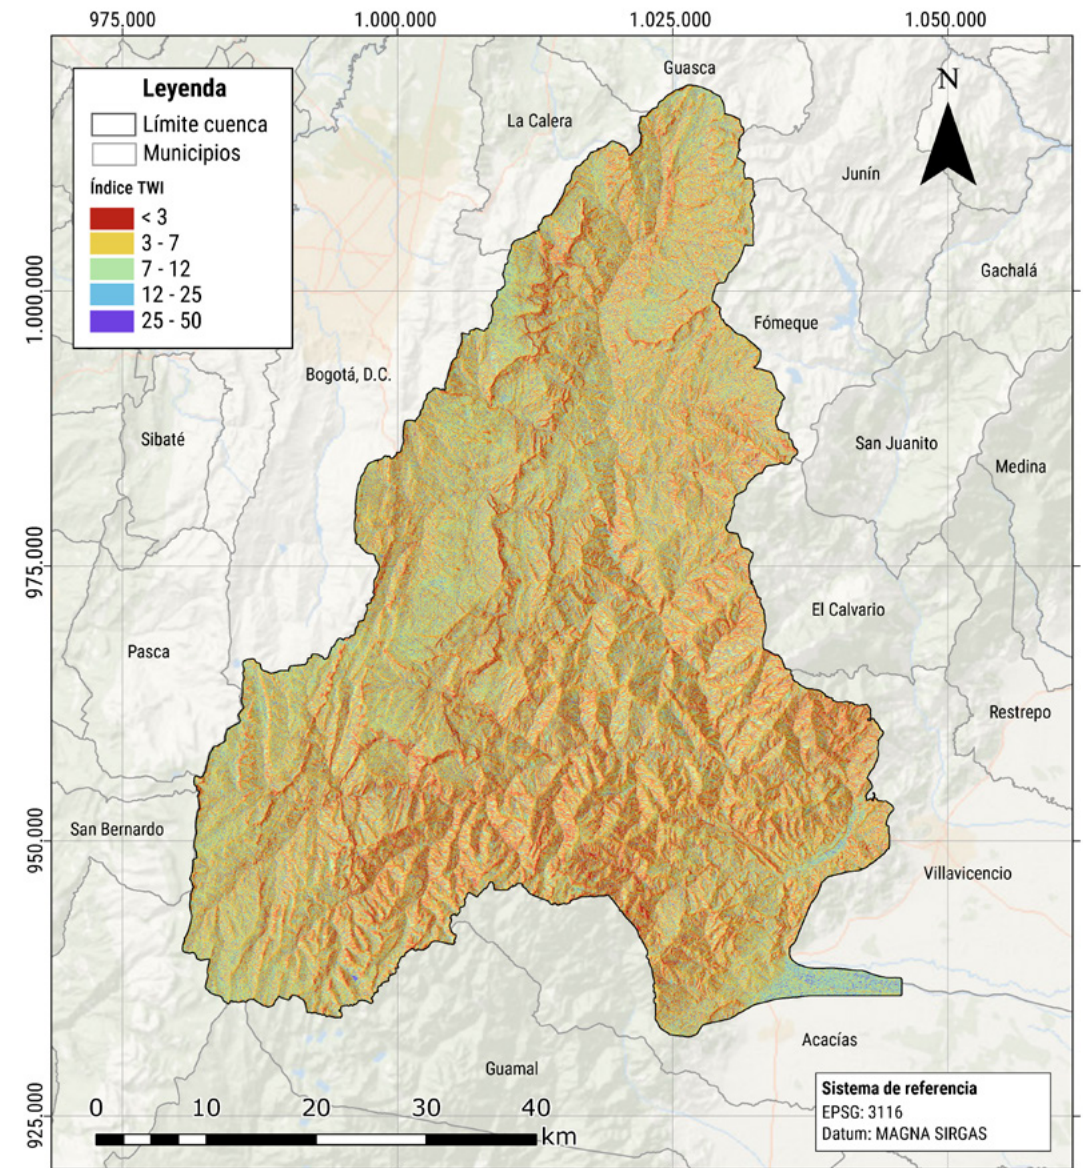 975.000
1.000.000
1.025.000
1.050.000
Guasca
N
Leyenda
Límite cuenca
Municipios
Índice TWI
< 3
3 - 7
7 - 12
12 - 25
25 - 50
La Calera
Junín
Gachalá
1.000.000
Fómeque
Bogotá, D.C.
Sibaté
San Juanito
Medina
975.000
El Calvario
Pasca
Restrepo
San Bernardo
950.000
Villavicencio
Acacías
Guamal
925.000
0 10 20 30 40
km
Sistema de referencia
EPSG: 3116
Datum: MAGNA SIRGAS